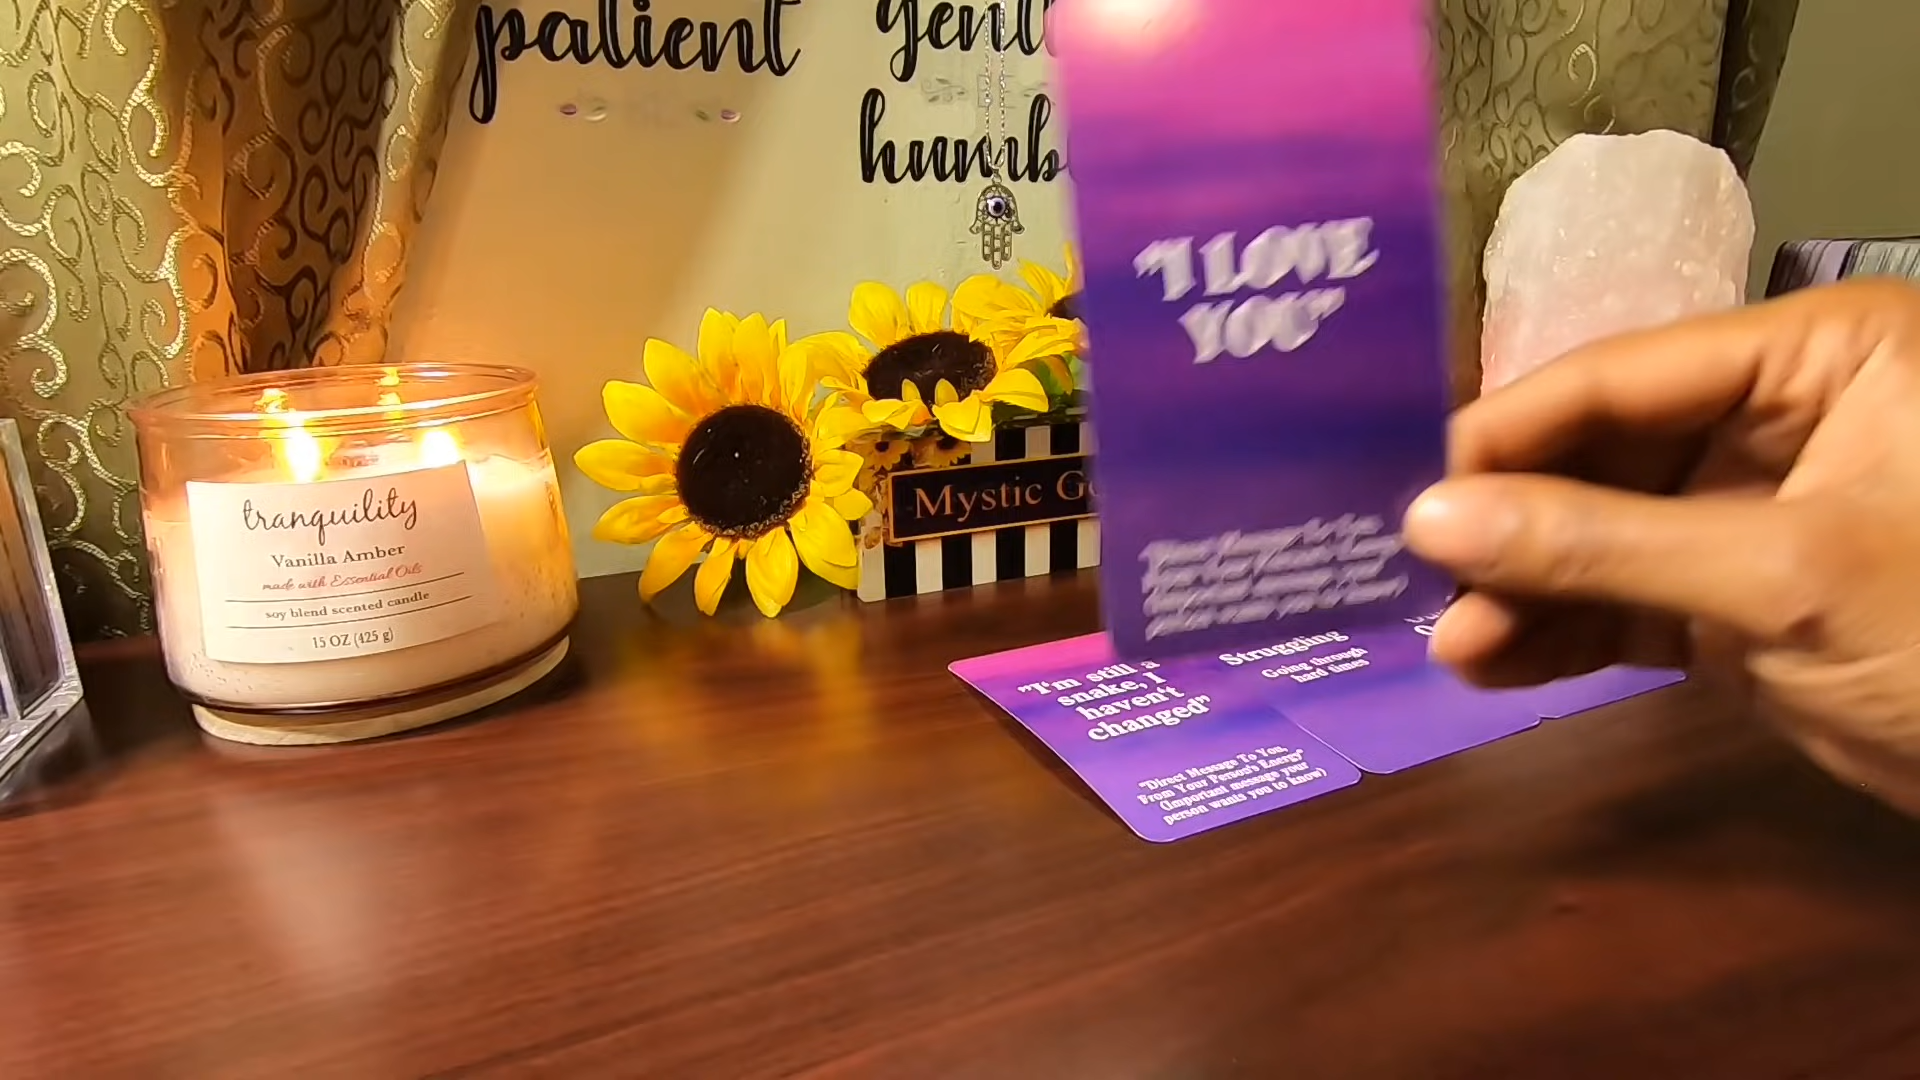 patient
humb
tranquility
Vanilla Amber
made with Essential Oils
soy blend scented candle
15 OZ (425 g)
Mystic
"I LOVE
YOU"
"I'm still a
snake, I
haven't
changed"
"Direct Message To You,
From Your Person's Energy"
(Important message your
person wants you to know)
Struggling
Going through
hard times